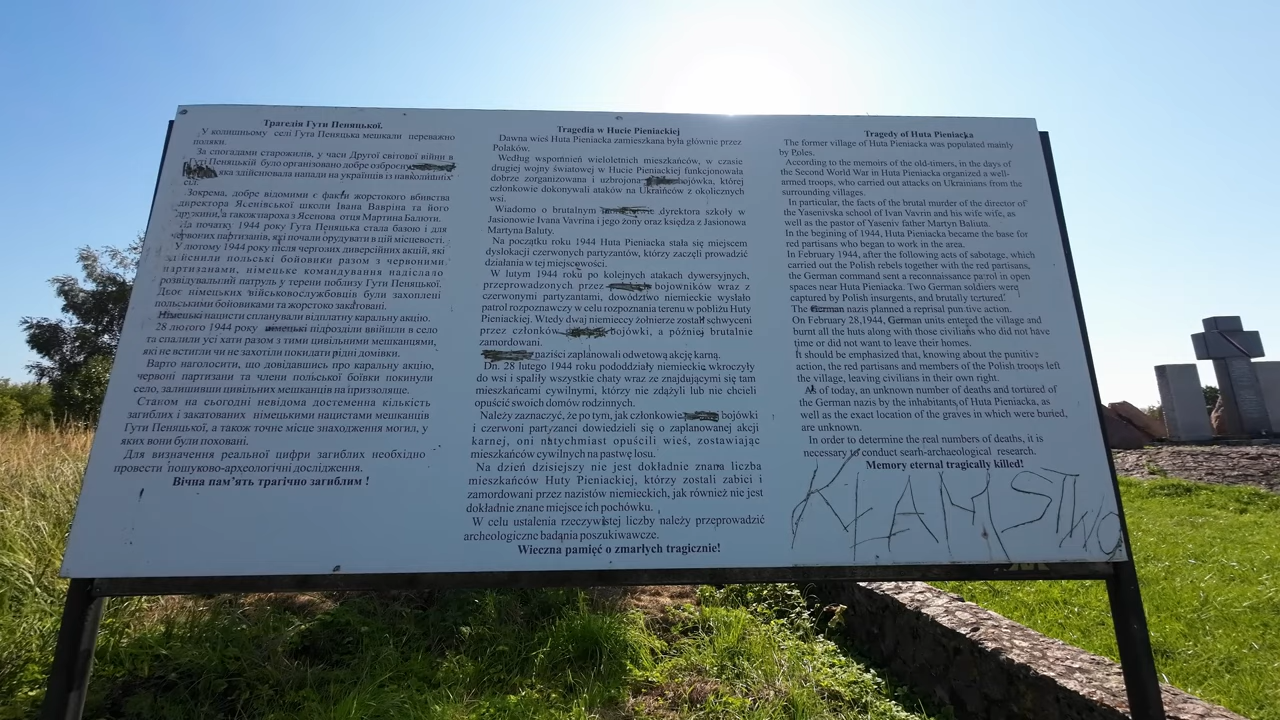 Трагедія Гути Пеняцької.
У колишньому селі Гута Пеняцька мешкали переважно
поляки.
За спогадами старожилів, у часи Другої світової війни в
Гуті Пеняцькій було організовано добре озброєну
яка здійснювала напади на українців із навколишніх
сіл.
Зокрема, добре відомими є факти жорстокого вбивства
директора Ясенівської школи Івана Вавріна та його
дружини, а також пароха з Ясенова отця Мартина Балюти.
На початку 1944 року Гута Пеняцька стала базою і для
червоних партизанів, які почали орудувати в цій місцевості.
У лютому 1944 року після чергових диверсійних акцій, які
здійснили польські бойовики разом з червоними
партизанами, німецьке командування надіслало
розвідувальний патруль у терени поблизу Гути Пеняцької.
Двоє німецьких військовослужбовців були захоплені
польськими бойовиками та жорстоко закатовані.
Німецькі нацисти спланували відплатну каральну акцію.
28 лютого 1944 року німецькі підрозділи ввійшли в село
та спалили усі хати разом з тими цивільними мешканцями,
які не встигли чи не захотіли покидати рідні домівки.
Варто наголосити, що довідавшись про каральну акцію,
червоні партизани та члени польської боївки покинули
село, залишивши цивільних мешканців на призволяще.
Станом на сьогодні невідома достеменна кількість
загиблих і закатованих німецькими нацистами мешканців
Гути Пеняцької, а також точне місце знаходження могил, у
яких вони були поховані.
Для визначення реальної цифри загиблих необхідно
провести пошуково-археологічні дослідження.
Вічна пам'ять трагічно загиблим !
Tragedia w Hucie Pieniackiej
Dawna wieś Huta Pieniacka zamieszkana była głównie przez
Polaków.
Według wspomnień wieloletnich mieszkańców, w czasie
drugiej wojny światowej w Hucie Pieniackiej funkcjonowała
dobrze zorganizowana i uzbrojona bojówka, której
członkowie dokonywali ataków na Ukraińców z okolicznych
wsi.
Wiadomo o brutalnym dyrektora szkoły w
Jasionowie Ivana Vavrina i jego żony oraz księdza z Jasionowa
Martyna Baluty.
Na początku roku 1944 Huta Pieniacka stała się miejscem
dyslokacji czerwonych partyzantów, którzy zaczęli prowadzić
działania w tej miejscowości.
W lutym 1944 roku po kolejnych atakach dywersyjnych,
przeprowadzonych przez bojowników wraz z
czerwonymi partyzantami, dowództwo niemieckie wysłało
patrol rozpoznawczy w celu rozpoznania terenu w pobliżu Huty
Pieniackiej. Wtedy dwaj niemieccy żołnierze zostali schwyceni
przez członków bojówki, a później brutalnie
zamordowani.
naziści zaplanowali odwetową akcję karną.
Dn. 28 lutego 1944 roku pododdziały niemieckie wkroczyły
do wsi i spaliły wszystkie chaty wraz ze znajdującymi się tam
mieszkańcami cywilnymi, którzy nie zdążyli lub nie chcieli
opuścić swoich domów rodzinnych.
Należy zaznaczyć, że po tym, jak członkowie bojówki
i czerwoni partyzanci dowiedzieli się o zaplanowanej akcji
karnej, oni natychmiast opuścili wieś, zostawiając
mieszkańców cywilnych na pastwę losu.
Na dzień dzisiejszy nie jest dokładnie znana liczba
mieszkańców Huty Pieniackiej, którzy zostali zabici i
zamordowani przez nazistów niemieckich, jak również nie jest
dokładnie znane miejsce ich pochówku.
W celu ustalenia rzeczywistej liczby należy przeprowadzić
archeologiczne badania poszukiwawcze.
Wieczna pamięć o zmarłych tragicznie!
Tragedy of Huta Pieniacka
The former village of Huta Pieniacka was populated mainly
by Poles.
According to the memoirs of the old-timers, in the days of
the Second World War in Huta Pieniacka organized a well-
armed troops, who carried out attacks on Ukrainians from the
surrounding villages.
In particular, the facts of the brutal murder of the director of
the Yasenivska school of Ivan Vavrin and his wife wife, as
well as the pastor of Yaseniv father Martyn Baliuta.
In the begining of 1944, Huta Pieniacka became the base for
red partisans who began to work in the area.
In February 1944, after the following acts of sabotage, which
carried out the Polish rebels together with the red partisans,
the German command sent a reconnaissance patrol in open
spaces near Huta Pieniacka. Two German soldiers were
captured by Polish insurgents, and brutally tortured.
The German nazis planned a reprisal punitive action.
On February 28,1944, German units entered the village and
burnt all the huts along with those civilians who did not have
time or did not want to leave their homes.
It should be emphasized that, knowing about the punitive
action, the red partisans and members of the Polish troops left
the village, leaving civilians in their own right.
As of today, an unknown number of deaths and tortured of
the German nazis by the inhabitants of Huta Pieniacka, as
well as the exact location of the graves in which were buried,
are unknown.
In order to determine the real numbers of deaths, it is
necessary to conduct searh-archaeological research.
Memory eternal tragically killed!
KŁAMSTWO